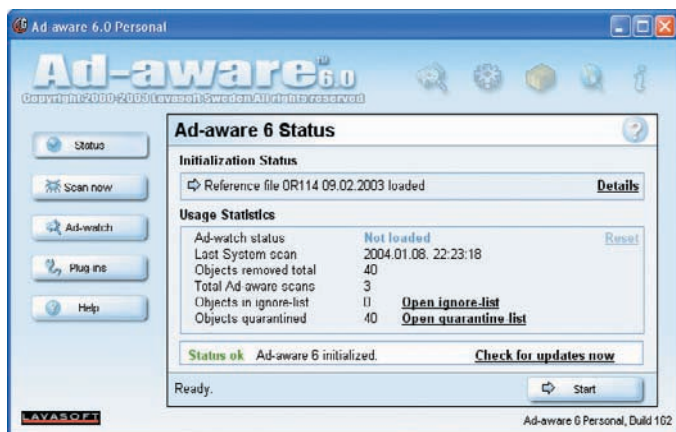 Ad aware 6.0 Personal
Ad-aware 6.0
Copyright 2000-2003 Lavasoft Sweden All rights reserved
Ad-aware 6 Status
Status
Initialization Status
Scan now
Reference file 0R114 09.02.2003 loaded Details
Usage Statistics
Ad-watch
Ad-watch status Not loaded Reset
Last System scan 2004.01.08. 22:23:18
Objects removed total 40
Plug ins
Total Ad aware scans 3
Objects in ignore-list 0 Open ignore-list
Help
Objects quarantined 40 Open quarantine list
Status ok Ad-aware 6 initialized. Check for updates now
Ready. Start
LAVASOFT
Ad-aware 6 Personal, Build 162